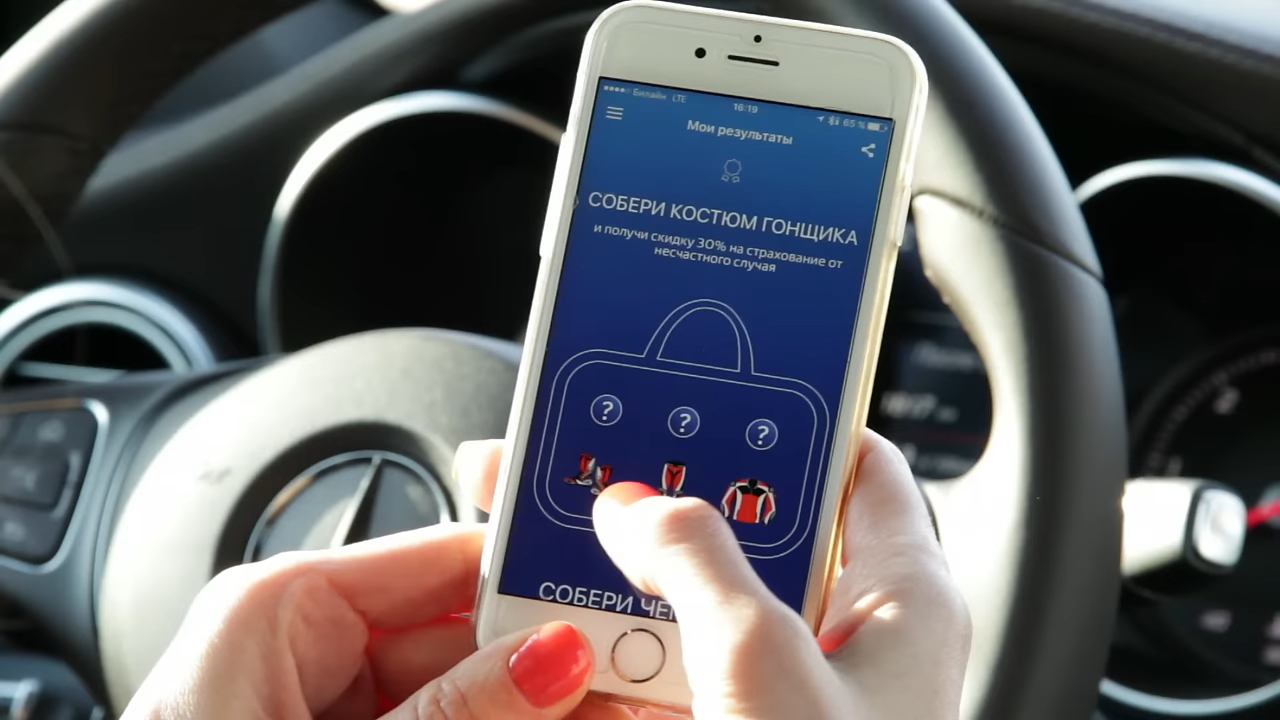 Билайн LTE 16:19 65 %
Мои результаты
СОБЕРИ КОСТЮМ ГОНЩИКА
и получи скидку 30% на страхование от
несчастного случая
? ? ?
СОБЕРИ
2